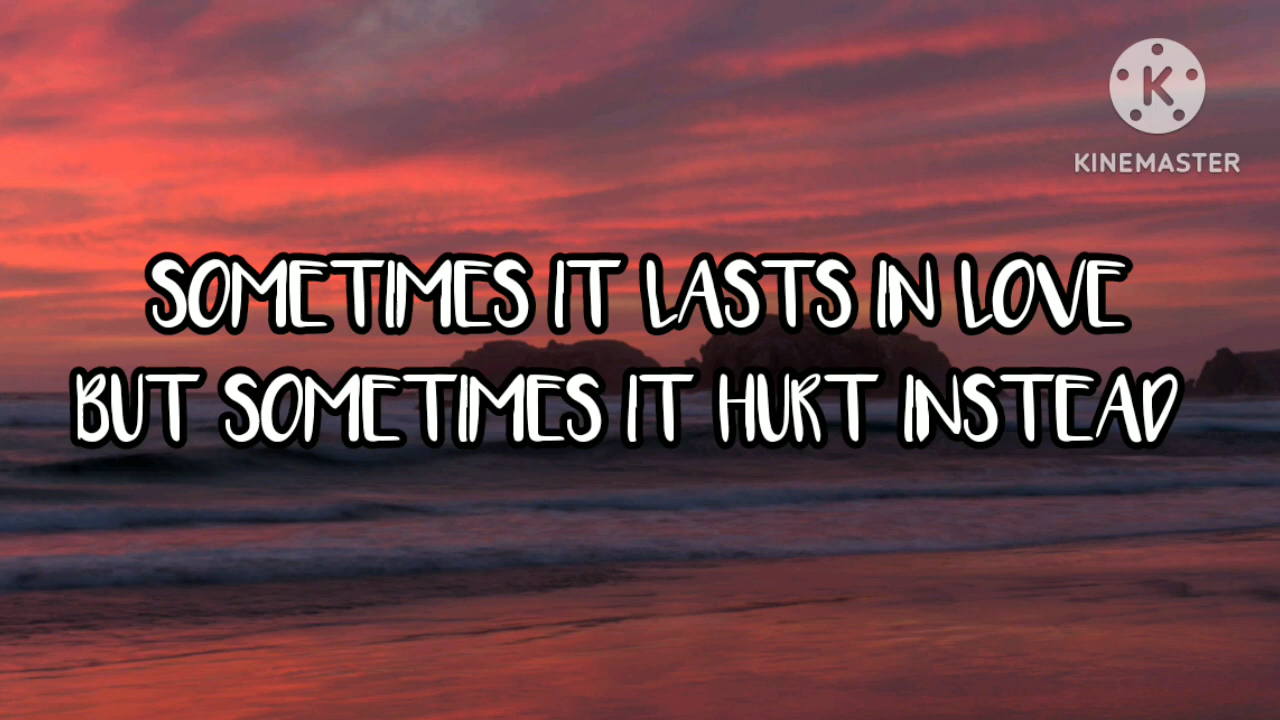 K
KINEMASTER
SOMETIMES IT LASTS IN LOVE
BUT SOMETIMES IT HURT INSTEAD